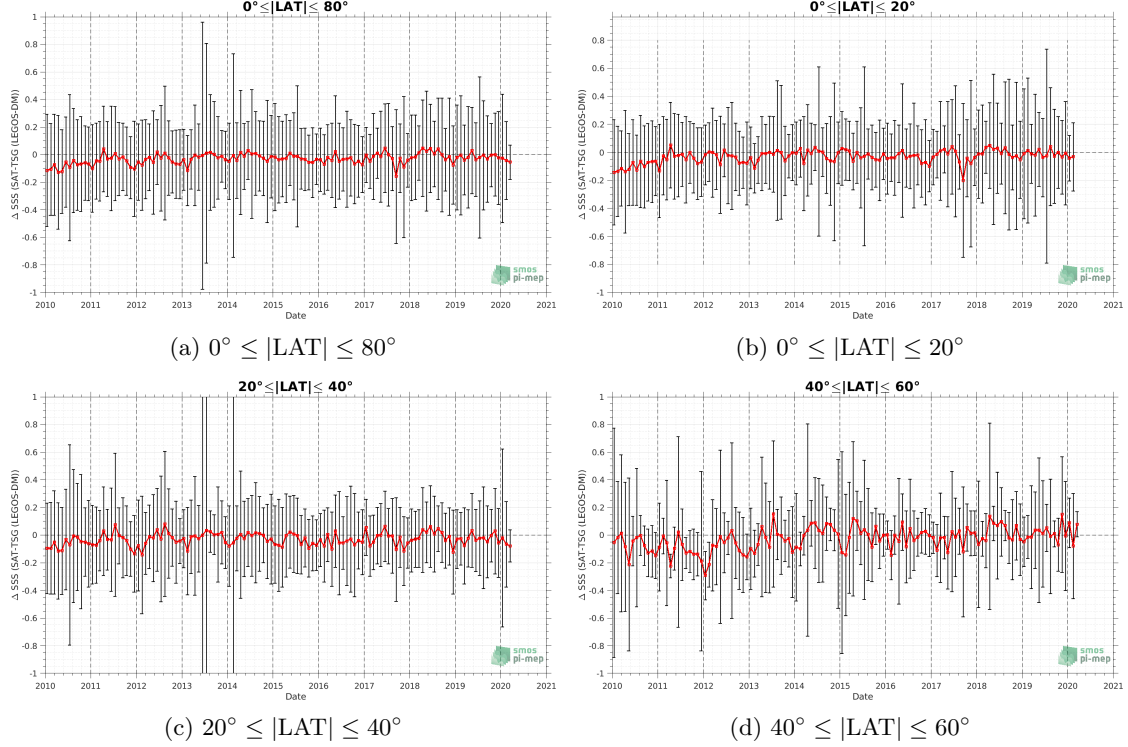 0°≤|LAT|≤ 80°
Δ SSS (SAT-TSG (LEGOS-DM))
1
0.8
0.6
0.4
0.2
0
-0.2
-0.4
-0.6
-0.8
-1
2010 2011 2012 2013 2014 2015 2016 2017 2018 2019 2020 2021
Date
smos
pi-mep
(a) 0° ≤ |LAT| ≤ 80°
0°≤|LAT|≤ 20°
Δ SSS (SAT-TSG (LEGOS-DM))
0.8
0.6
0.4
0.2
0
-0.2
-0.4
-0.6
-0.8
-1
2010 2011 2012 2013 2014 2015 2016 2017 2018 2019 2020 2021
Date
smos
pi-mep
(b) 0° ≤ |LAT| ≤ 20°
20°≤|LAT|≤ 40°
Δ SSS (SAT-TSG (LEGOS-DM))
1
0.8
0.6
0.4
0.2
0
-0.2
-0.4
-0.6
-0.8
-1
2010 2011 2012 2013 2014 2015 2016 2017 2018 2019 2020 2021
Date
smos
pi-mep
(c) 20° ≤ |LAT| ≤ 40°
40°≤|LAT|≤ 60°
Δ SSS (SAT-TSG (LEGOS-DM))
1
0.8
0.6
0.4
0.2
0
-0.2
-0.4
-0.6
-0.8
-1
2010 2011 2012 2013 2014 2015 2016 2017 2018 2019 2020 2021
Date
smos
pi-mep
(d) 40° ≤ |LAT| ≤ 60°